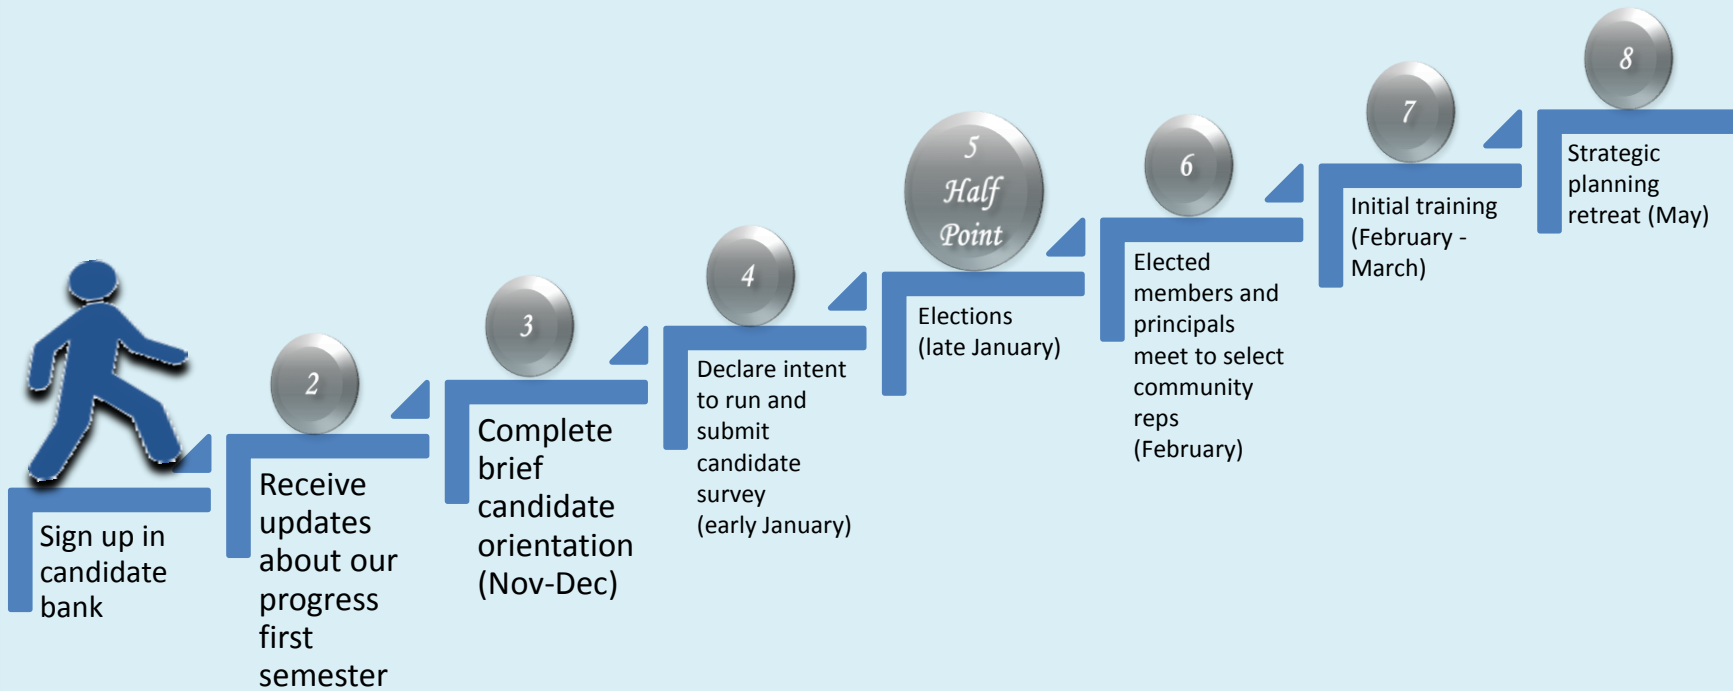 Sign up in
candidate
bank
2
Receive
updates
about our
progress
first
semester
3
Complete
brief
candidate
orientation
(Nov-Dec)
4
Declare intent
to run and
submit
candidate
survey
(early January)
5
Half
Point
Elections
(late January)
6
Elected
members and
principals
meet to select
community
reps
(February)
7
Initial training
(February -
March)
8
Strategic
planning
retreat (May)